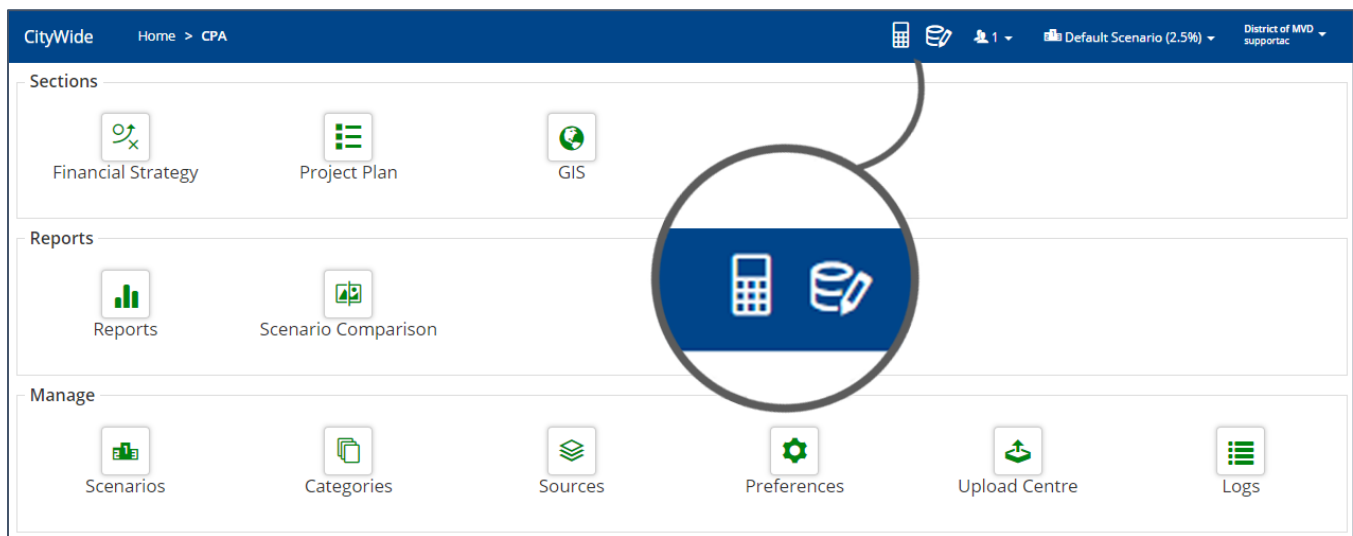 CityWide Home > CPA 1 Default Scenario (2.5%) District of MVD
supportac
Sections
Financial Strategy Project Plan GIS
Reports
Reports Scenario Comparison
Manage
Scenarios Categories Sources Preferences Upload Centre Logs